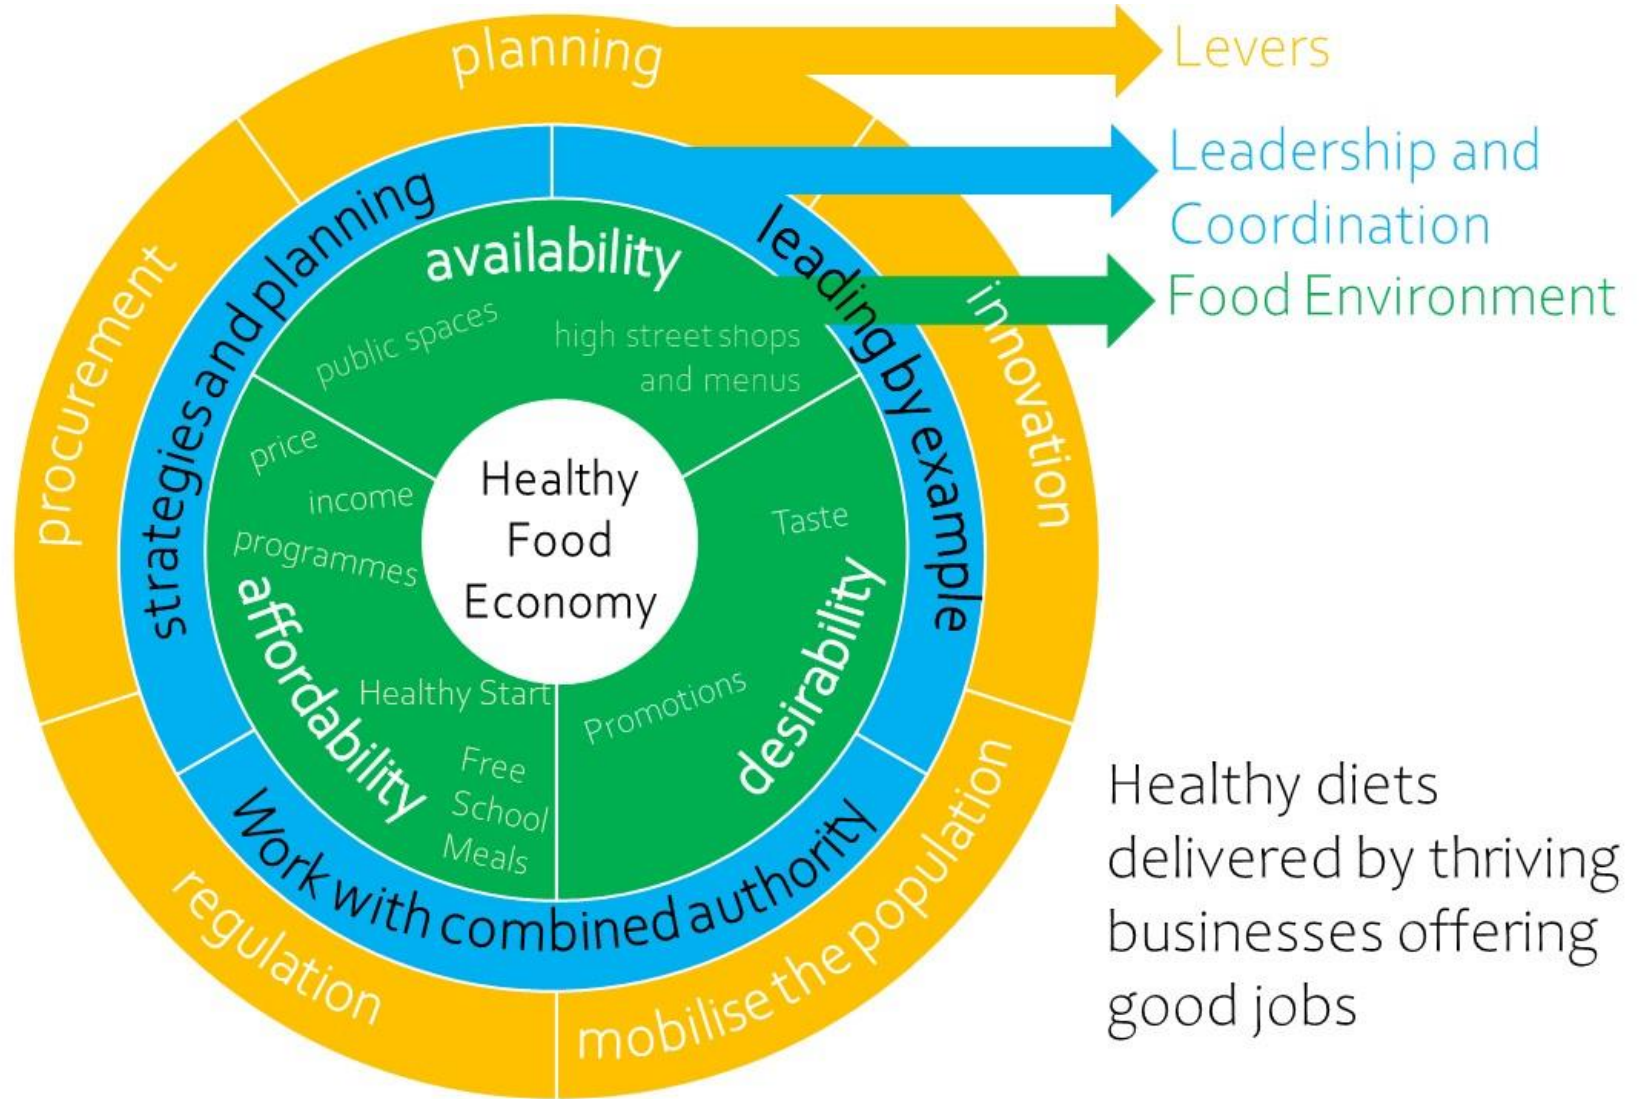 planning
Levers
Leadership and
Coordination
Food Environment
procurement
strategies and planning
leading by example
innovation
availability
public spaces
high street shops
and menus
price
income
programmes
affordability
Healthy Start
Free
School
Meals
Healthy
Food
Economy
Taste
desirability
Promotions
Work with combined authority
regulation
mobilise the population
Healthy diets
delivered by thriving
businesses offering
good jobs